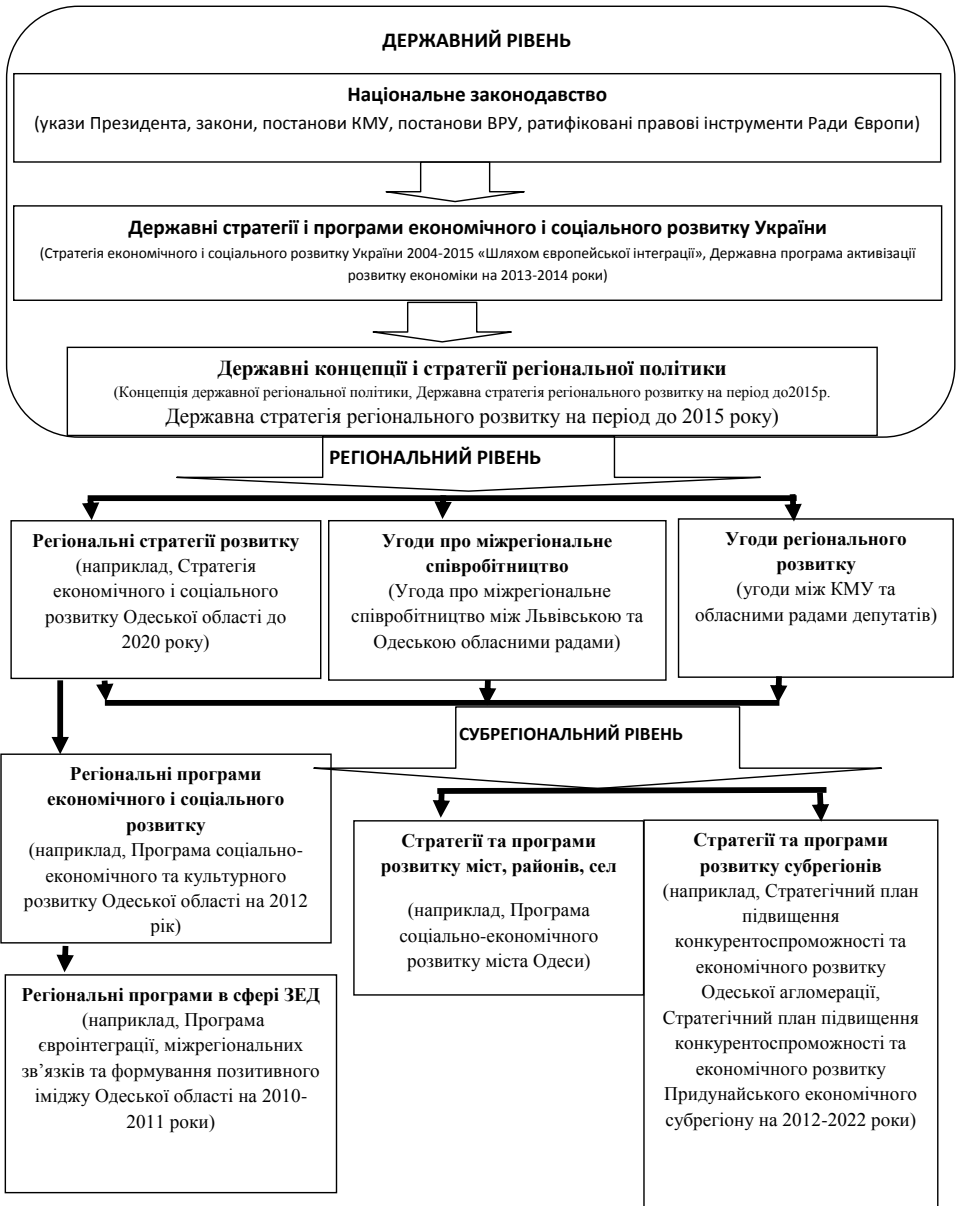 ДЕРЖАВНИЙ РІВЕНЬ
Національне законодавство
(укази Президента, закони, постанови КМУ, постанови ВРУ, ратифіковані правові інструменти Ради Європи)
Державні стратегії і програми економічного і соціального розвитку України
(Стратегія економічного і соціального розвитку України 2004-2015 «Шляхом європейської інтеграції», Державна програма активізації
розвитку економіки на 2013-2014 роки)
Державні концепції і стратегії регіональної політики
(Концепція державної регіональної політики, Державна стратегія регіонального розвитку на період до2015р.
Державна стратегія регіонального розвитку на період до 2015 року)
РЕГІОНАЛЬНИЙ РІВЕНЬ
Регіональні стратегії розвитку
(наприклад, Стратегія
економічного і соціального
розвитку Одеської області до
2020 року)
Угоди про міжрегіональне
співробітництво
(Угода про міжрегіональне
співробітництво між Львівською та
Одеською обласними радами)
Угоди регіонального
розвитку
(угоди між КМУ та
обласними радами депутатів)
СУБРЕГІОНАЛЬНИЙ РІВЕНЬ
Регіональні програми
економічного і соціального
розвитку
(наприклад, Програма соціально-
економічного та культурного
розвитку Одеської області на 2012
рік)
Стратегії та програми
розвитку міст, районів, сел
(наприклад, Програма
соціально-економічного
розвитку міста Одеси)
Стратегії та програми
розвитку субрегіонів
(наприклад, Стратегічний план
підвищення
конкурентоспроможності та
економічного розвитку
Одеської агломерації,
Стратегічний план підвищення
конкурентоспроможності та
економічного розвитку
Придунайського економічного
субрегіону на 2012-2022 роки)
Регіональні програми в сфері ЗЕД
(наприклад, Програма
євроінтеграції, міжрегіональних
зв’язків та формування позитивного
іміджу Одеської області на 2010-
2011 роки)